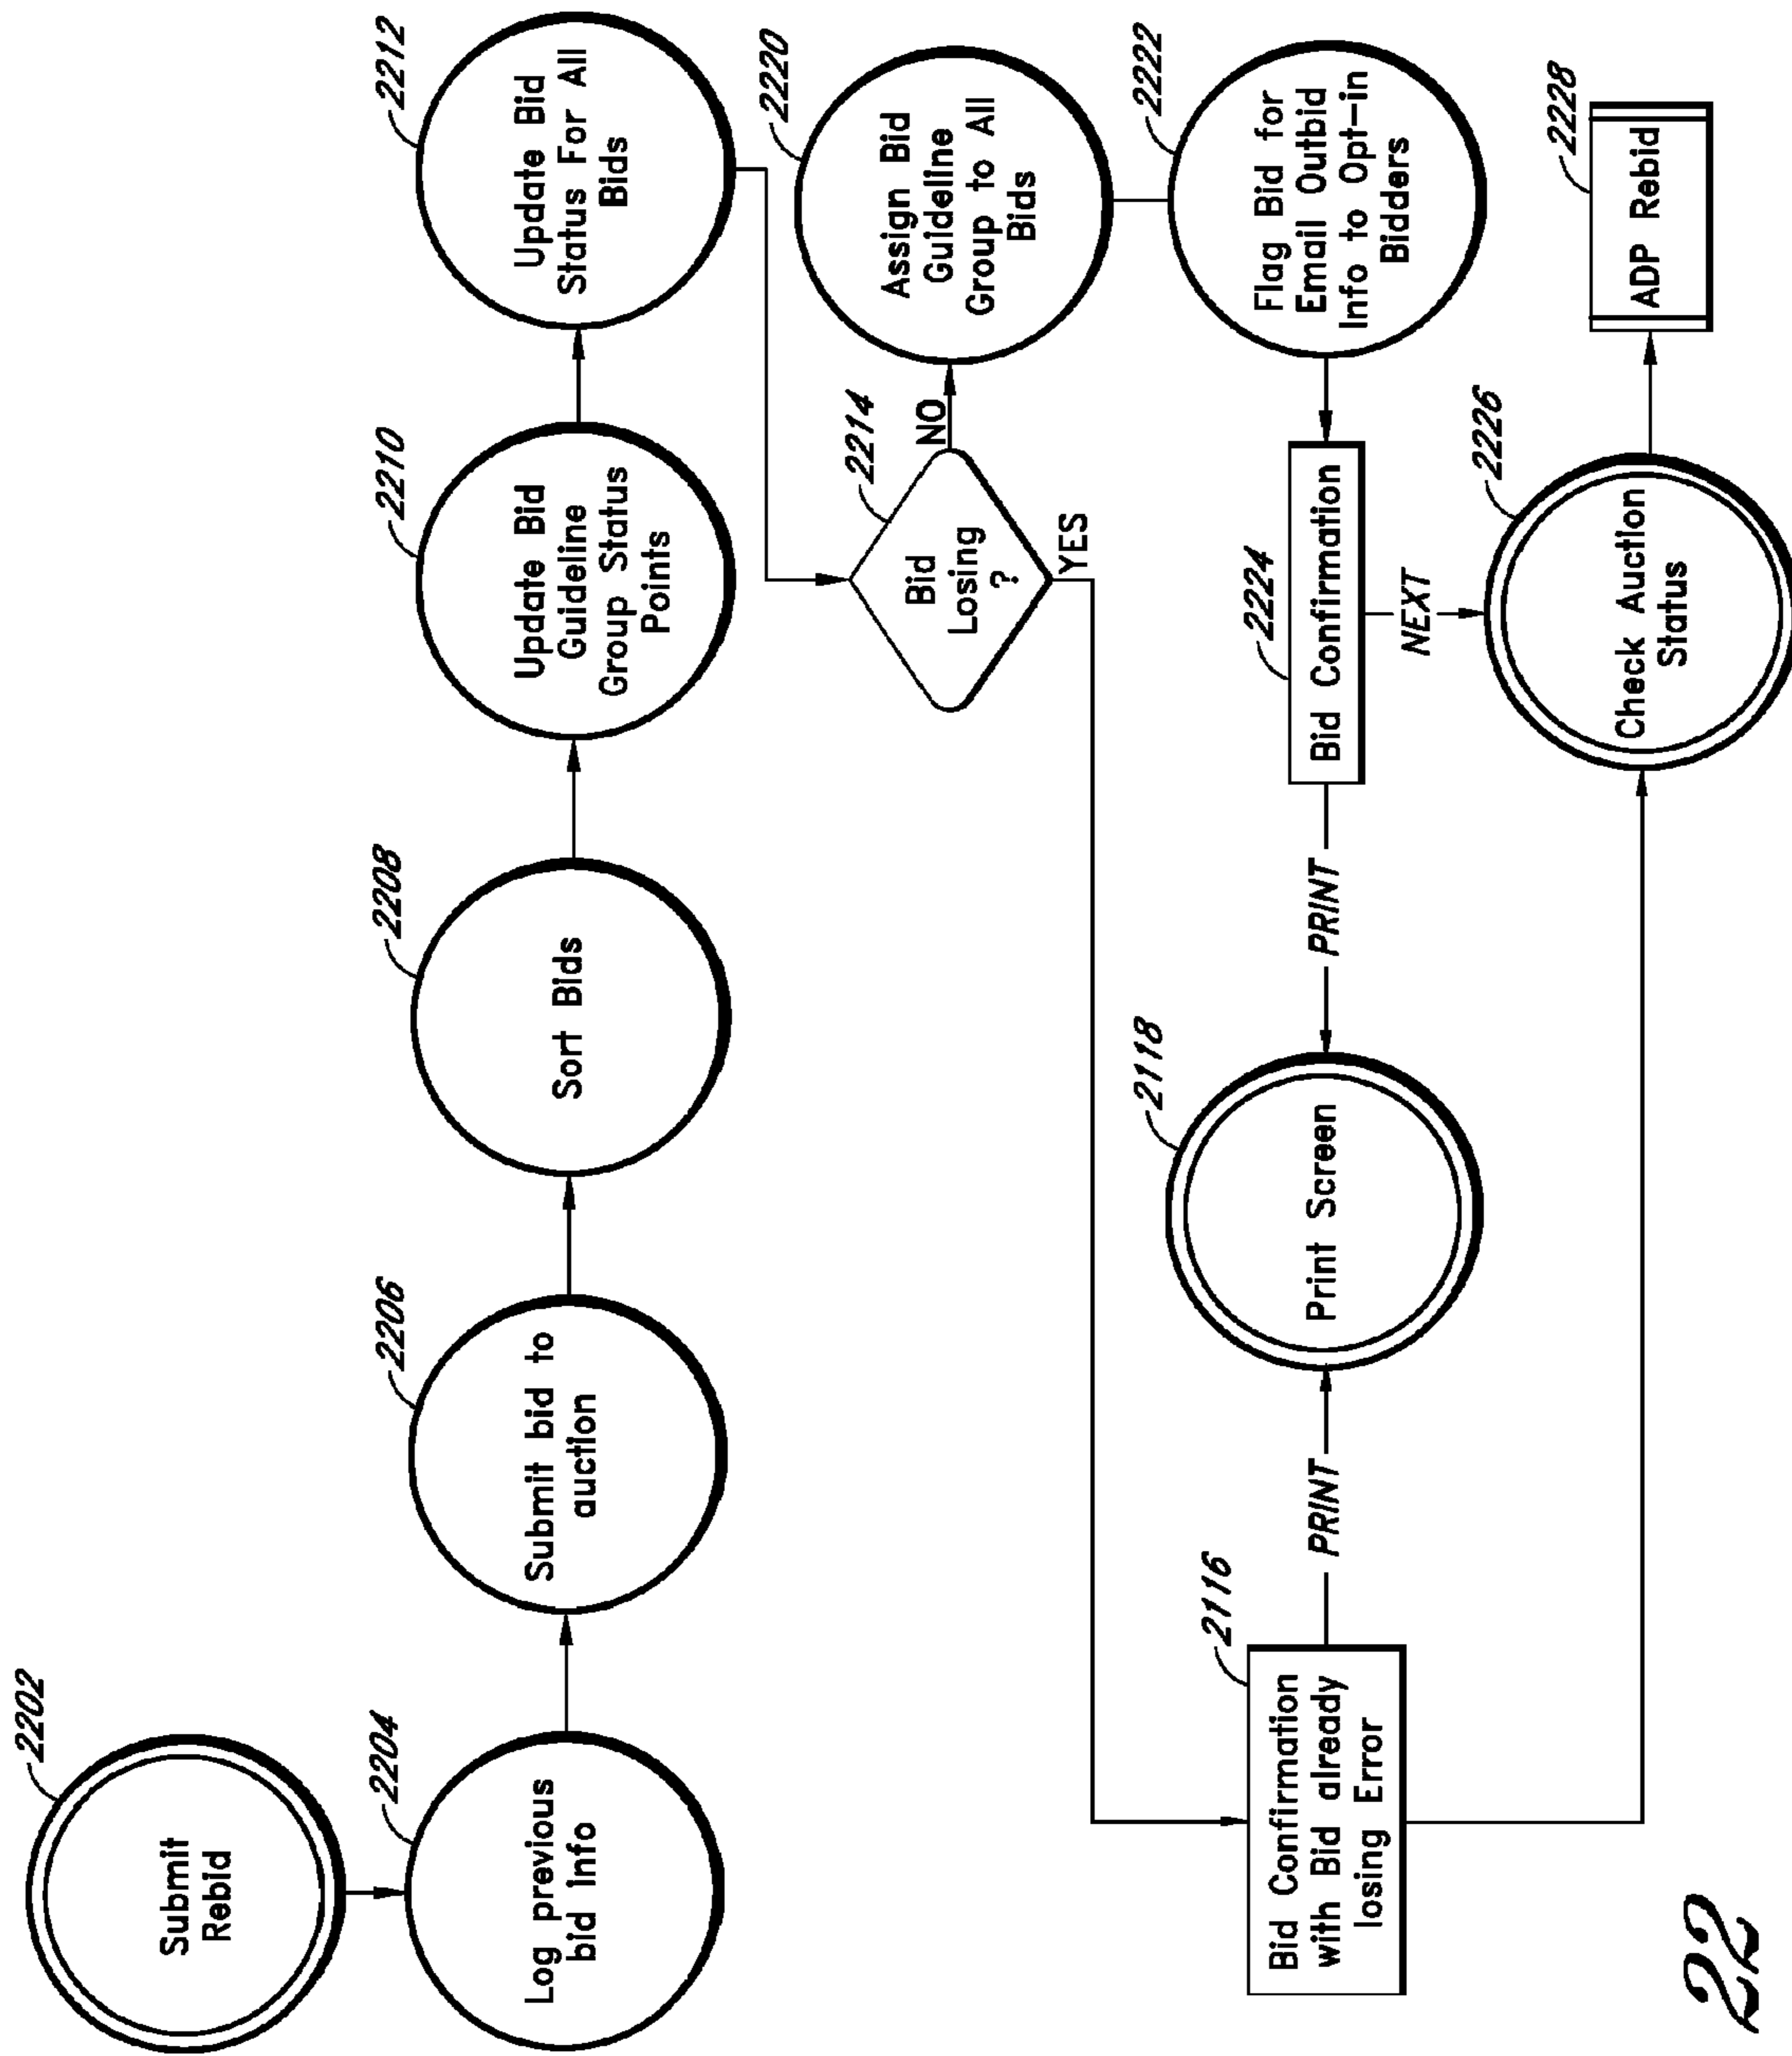 2202
Submit
Rebid
2204
Log previous
bid info
2206
Submit bid to
auction
2208
Sort Bids
2210
Update Bid
Guideline
Group Status
Points
2212
Update Bid
Status For All
Bids
2214
Bid
Losing
?
NO
YES
2220
Assign Bid
Guideline
Group to All
Bids
2222
Flag Bid for
Email Outbid
Info to Opt-in
Bidders
2116
Bid Confirmation
with Bid already
losing Error
PRINT
2118
Print Screen
PRINT
2224
Bid Confirmation
NEXT
2226
Check Auction
Status
2228
ADP Rebid
22